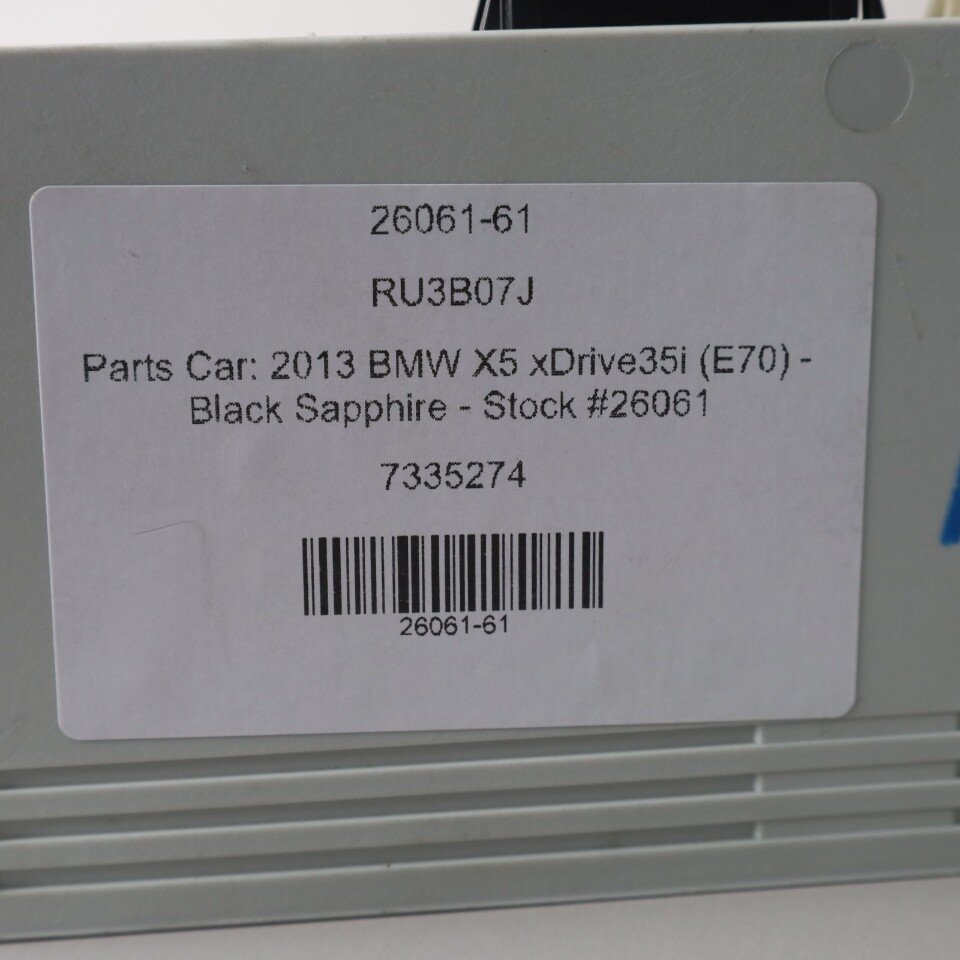 26061-61
RU3B07J
Parts Car: 2013 BMW X5 xDrive35i (E70) -
Black Sapphire - Stock #26061
7335274
26061-61